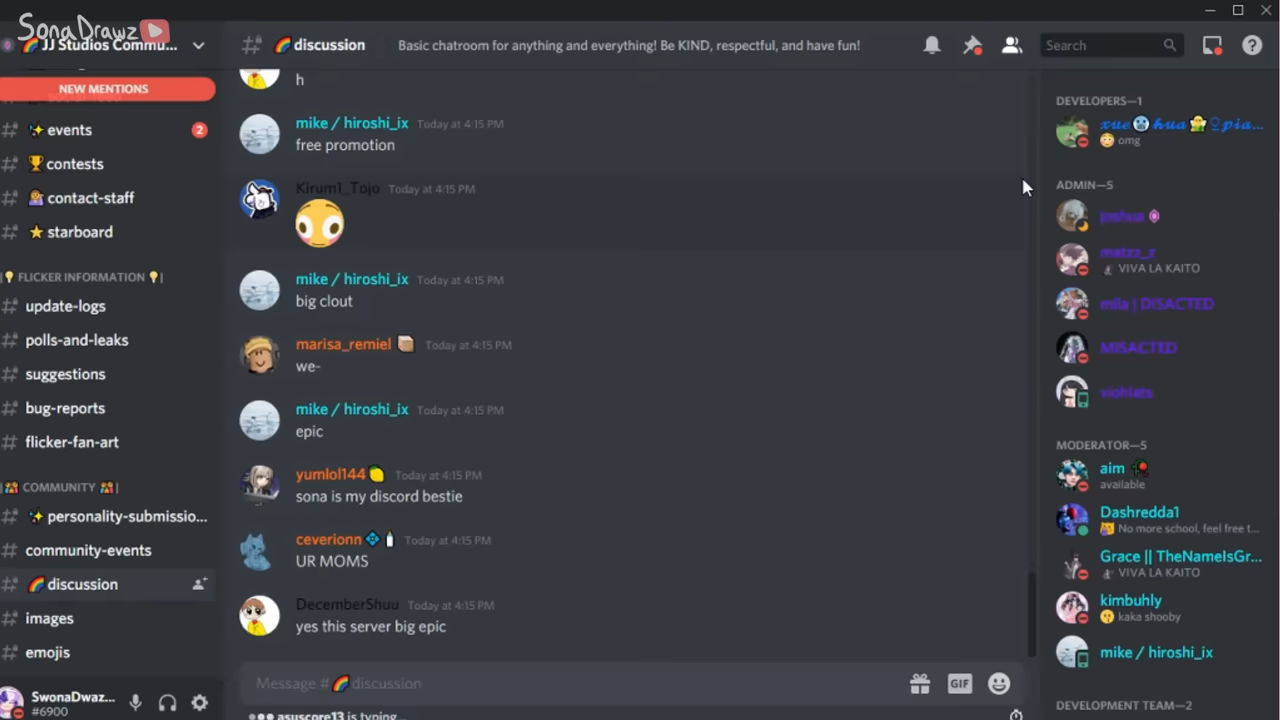 SonaDrawz
JJ Studios Commu...
NEW MENTIONS
events
2
contests
contact-staff
starboard
FLICKER INFORMATION
update-logs
polls-and-leaks
suggestions
bug-reports
flicker-fan-art
COMMUNITY
personality-submissio...
community-events
discussion
images
emojis
SwonaDwaz...
#6900
# discussion Basic chatroom for anything and everything! Be KIND, respectful, and have fun!
Search
h
mike / hiroshi_ix Today at 4:15 PM
free promotion
Kirum1_Tojo Today at 4:15 PM
mike / hiroshi_ix Today at 4:15 PM
big clout
marisa_remiel Today at 4:15 PM
we-
mike / hiroshi_ix Today at 4:15 PM
epic
yumlol144 Today at 4:15 PM
sona is my discord bestie
ceverionn Today at 4:15 PM
UR MOMS
DecemberShuu Today at 4:15 PM
yes this server big epic
Message # discussion
GIF
asuscore13 is typing...
DEVELOPERS—1
omg
ADMIN—5
joshua
matzz_z
VIVA LA KAITO
mila | DISACTED
MISACTED
MODERATOR—5
aim
available
Dashredda1
No more school, feel free t...
Grace || TheNameIsGr...
VIVA LA KAITO
kimbuhly
kaka shooby
mike / hiroshi_ix
DEVELOPMENT TEAM—2